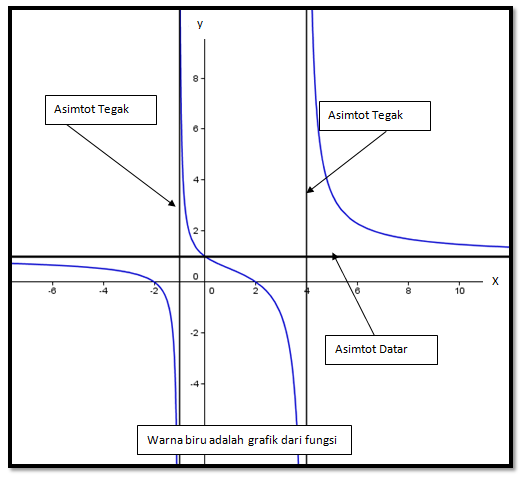 y
8
Asimtot Tegak
Asimtot Tegak
6
4
2
0
X
-6
-4
-2
0
2
4
6
8
10
-2
Asimtot Datar
-4
Warna biru adalah grafik dari fungsi